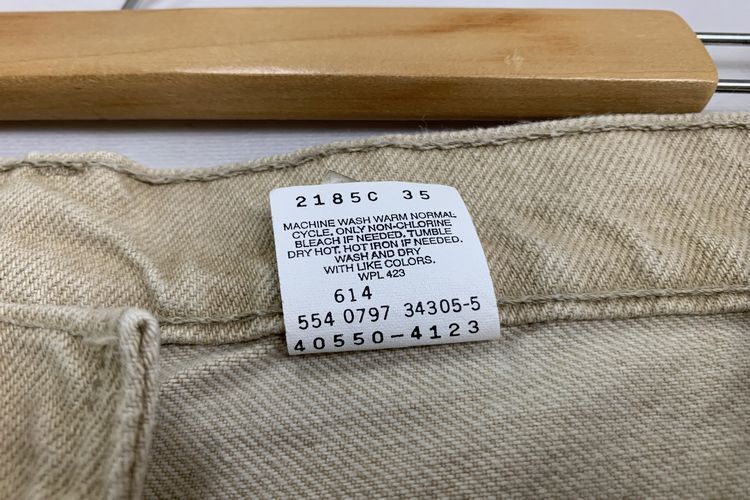 2185C 35
MACHINE WASH WARM NORMAL
CYCLE. ONLY NON-CHLORINE
BLEACH IF NEEDED. TUMBLE
DRY HOT. HOT IRON IF NEEDED.
WASH AND DRY
WITH LIKE COLORS.
WPL 423
614
554 0797 34305-5
40550-4123